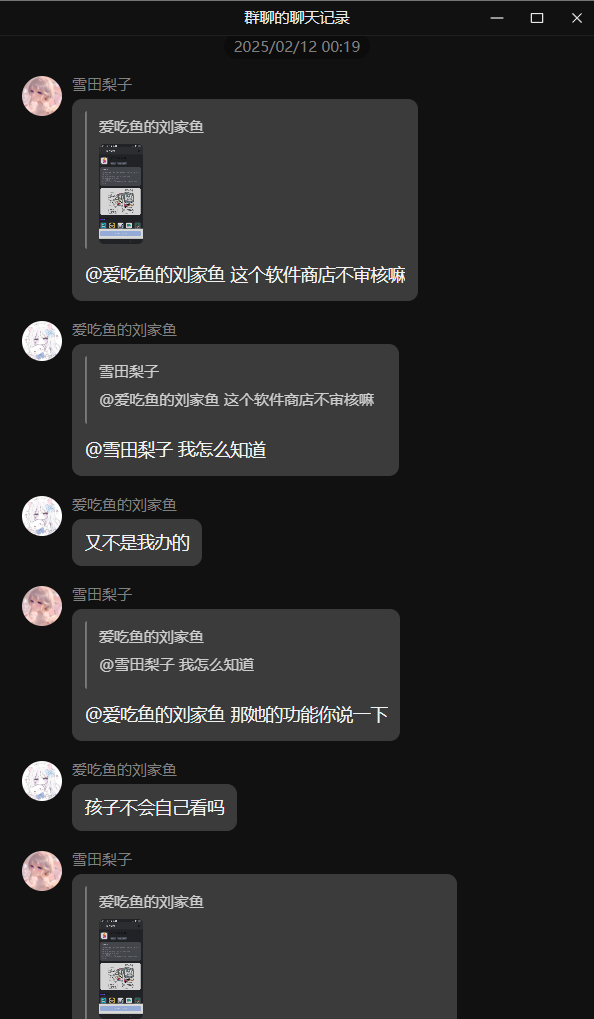 群聊的聊天记录
2025/02/12 00:19
雪田梨子
爱吃鱼的刘家鱼
@爱吃鱼的刘家鱼 这个软件商店不审核嘛
爱吃鱼的刘家鱼
雪田梨子
@爱吃鱼的刘家鱼 这个软件商店不审核嘛
@雪田梨子 我怎么知道
爱吃鱼的刘家鱼
又不是我办的
雪田梨子
爱吃鱼的刘家鱼
@雪田梨子 我怎么知道
@爱吃鱼的刘家鱼 那她的功能你说一下
爱吃鱼的刘家鱼
孩子不会自己看吗
雪田梨子
爱吃鱼的刘家鱼